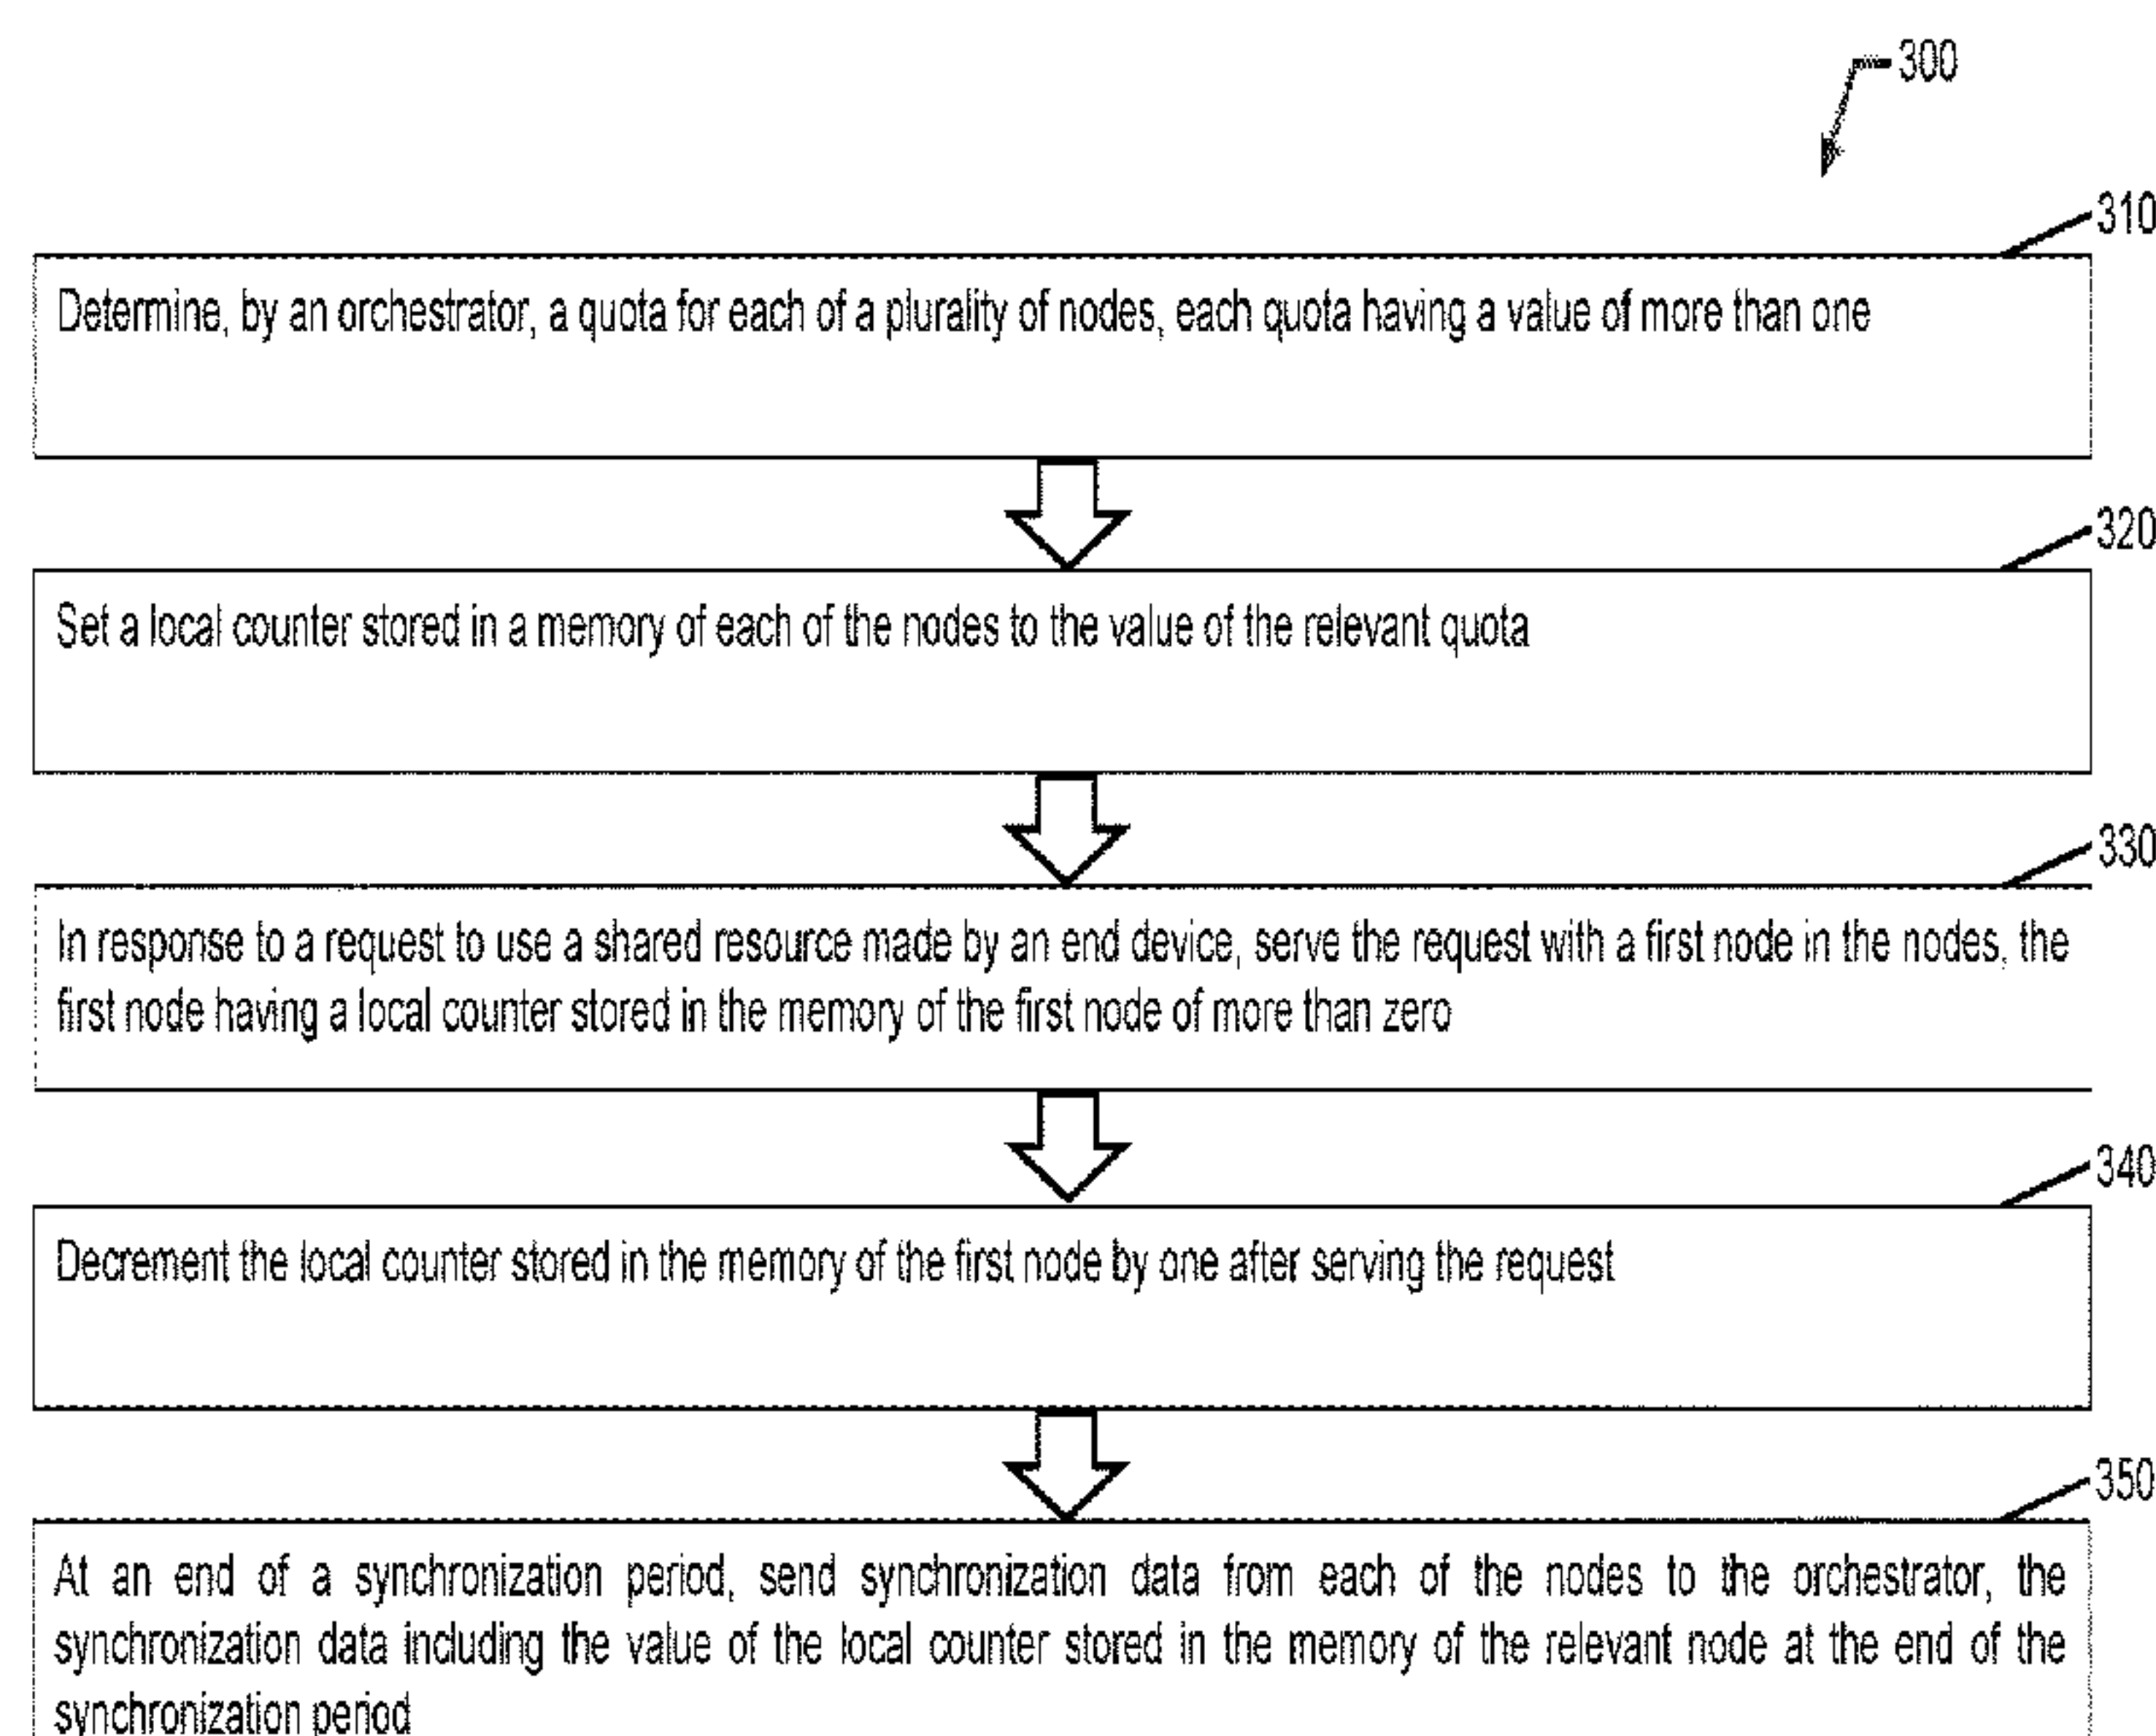 300
310
Determine, by an orchestrator, a quota for each of a plurality of nodes, each quota having a value of more than one
320
Set a local counter stored in a memory of each of the nodes to the value of the relevant quota
330
In response to a request to use a shared resource made by an end device, serve the request with a first node in the nodes, the
first node having a local counter stored in the memory of the first node of more than zero
340
Decrement the local counter stored in the memory of the first node by one after serving the request
350
At an end of a synchronization period, send synchronization data from each of the nodes to the orchestrator, the
synchronization data including the value of the local counter stored in the memory of the relevant node at the end of the
synchronization period